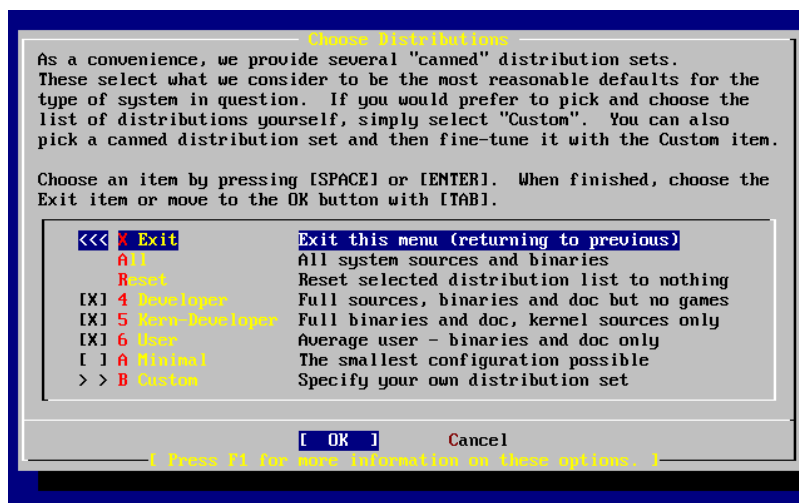 Choose Distributions
As a convenience, we provide several "canned" distribution sets.
These select what we consider to be the most reasonable defaults for the
type of system in question.  If you would prefer to pick and choose the
list of distributions yourself, simply select "Custom".  You can also
pick a canned distribution set and then fine-tune it with the Custom item.
Choose an item by pressing [SPACE] or [ENTER].  When finished, choose the
Exit item or move to the OK button with [TAB].
<<< X Exit Exit this menu (returning to previous)
All All system sources and binaries
Reset Reset selected distribution list to nothing
[X] 4 Developer Full sources, binaries and doc but no games
[X] 5 Kern-Developer Full binaries and doc, kernel sources only
[X] 6 User Average user - binaries and doc only
[ ] A Minimal The smallest configuration possible
> > B Custom Specify your own distribution set
[ OK ] Cancel
[ Press F1 for more information on these options. ]